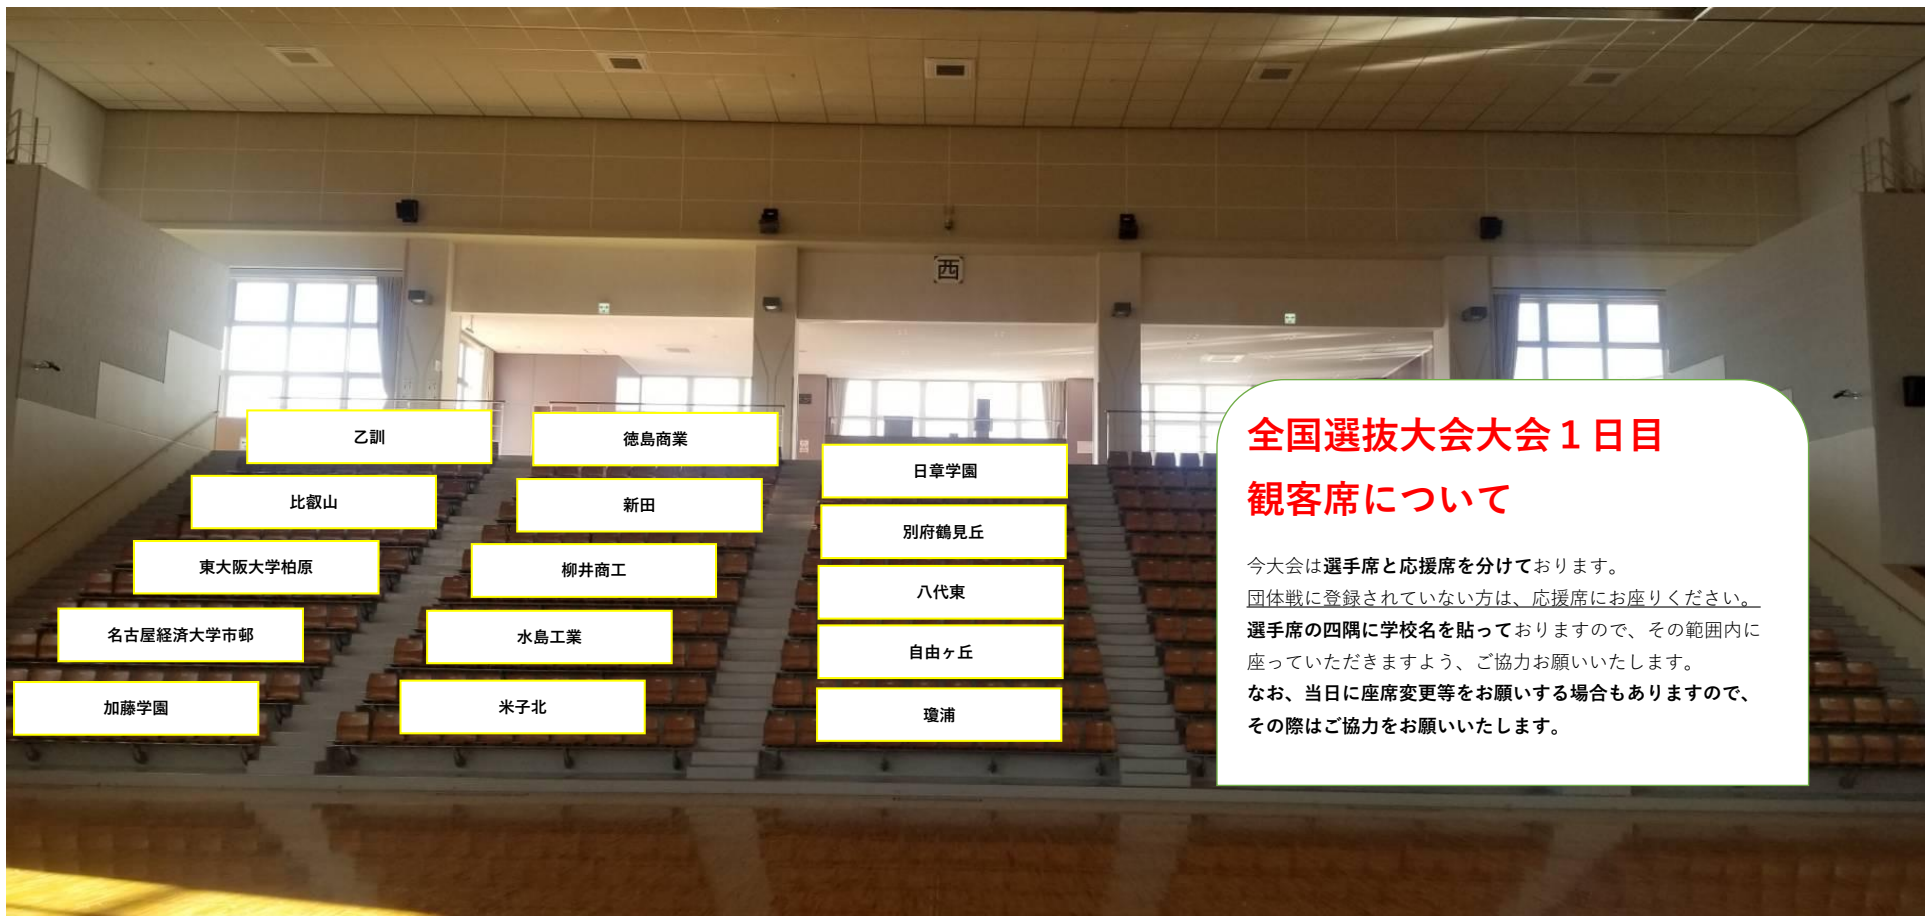 西
乙訓
比叡山
東大阪大学柏原
名古屋経済大学市邨
加藤学園
徳島商業
新田
柳井商工
水島工業
米子北
日章学園
別府鶴見丘
八代東
自由ヶ丘
瓊浦
全国選抜大会大会１日目
観客席について
今大会は選手席と応援席を分けております。
団体戦に登録されていない方は、応援席にお座りください。
選手席の四隅に学校名を貼っておりますので、その範囲内に
座っていただきますよう、ご協力お願いいたします。
なお、当日に座席変更等をお願いする場合もありますので、
その際はご協力をお願いいたします。